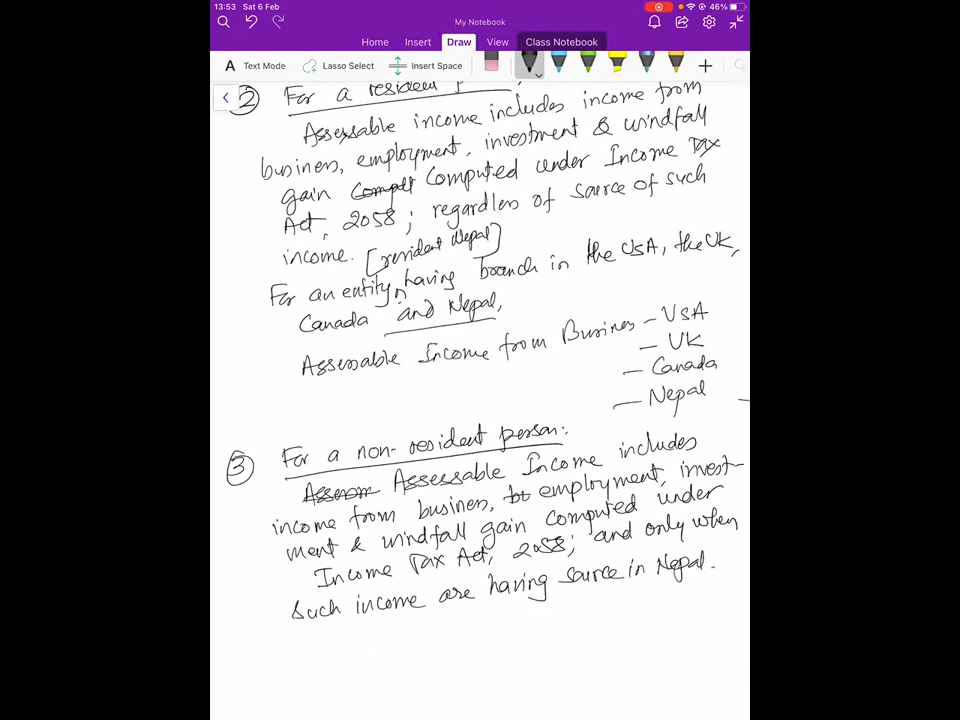 13:53 Sat 6 Feb
46%
My Notebook
Home Insert Draw View Class Notebook
Text Mode Lasso Select Insert Space
② For a resident
Assessable income includes income from
business, employment, investment & windfall
gain Computed under Income Tax
Act, 2058; regardless of source of such
income. [resident Nepal]
For an entity, having branch in the USA, the UK,
Canada and Nepal,
Assessable Income from Business – USA
– UK
– Canada
– Nepal –
③ For a non-resident person:
Assessable Income includes
income from business, employment, invest-
ment & windfall gain computed under
Income Tax Act, 2058; and only when
such income are having source in Nepal.